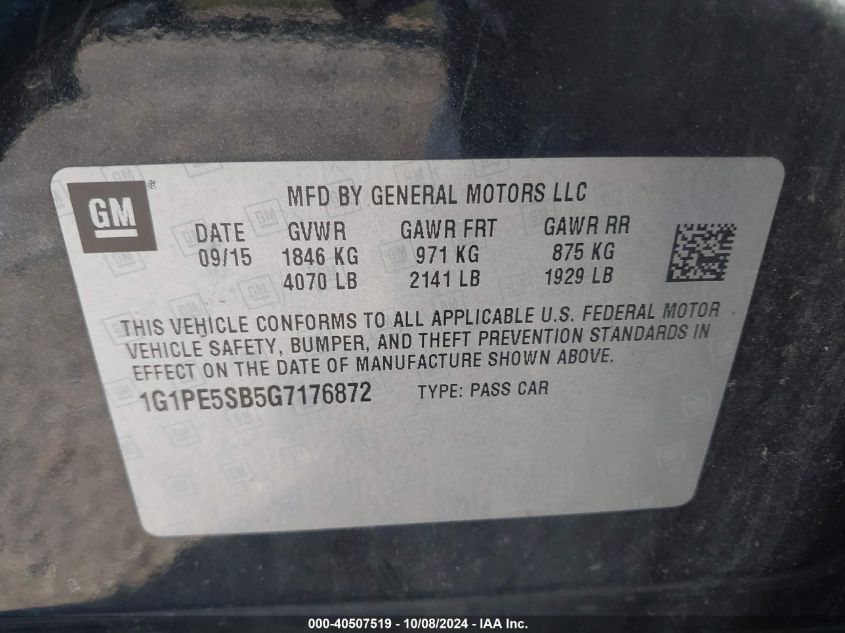 GM ®
MFD BY GENERAL MOTORS LLC
DATE GVWR GAWR FRT GAWR RR
09/15 1846 KG 971 KG 875 KG
4070 LB 2141 LB 1929 LB
THIS VEHICLE CONFORMS TO ALL APPLICABLE U.S. FEDERAL MOTOR
VEHICLE SAFETY, BUMPER, AND THEFT PREVENTION STANDARDS IN
EFFECT ON THE DATE OF MANUFACTURE SHOWN ABOVE.
1G1PE5SB5G7176872 TYPE: PASS CAR
000-40507519 - 10/08/2024 - IAA Inc.